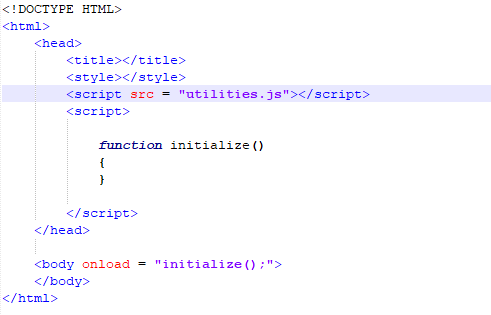 <!DOCTYPE HTML>
<html>
<head>
<title></title>
<style></style>
<script src = "utilities.js"></script>
<script>
function initialize()
{
}
</script>
</head>
<body onload = "initialize();">
</body>
</html>